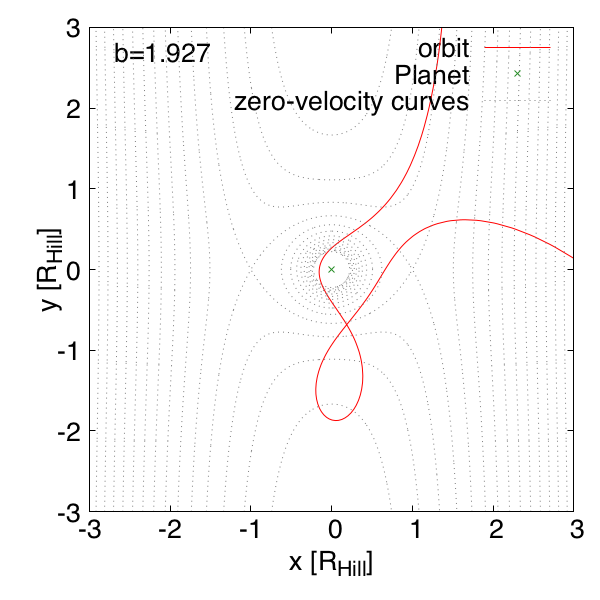 b=1.927
orbit
Planet
zero-velocity curves
3
2
1
0
-1
-2
-3
y [R_Hill]
-3 -2 -1 0 1 2 3
x [R_Hill]